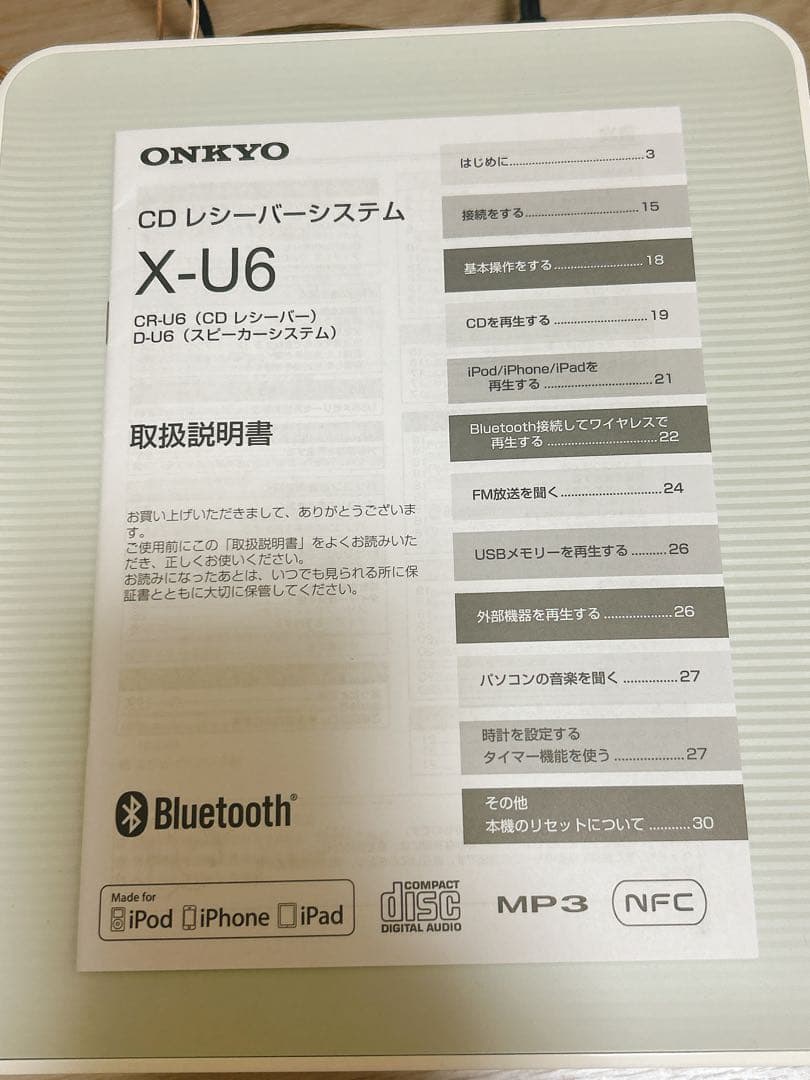 ONKYO
CD レシーバーシステム
X-U6
CR-U6（CD レシーバー）
D-U6（スピーカーシステム）
取扱説明書
お買い上げいただきまして、ありがとうございま
す。
ご使用前にこの「取扱説明書」をよくお読みいた
だき、正しくお使いください。
お読みになったあとは、いつでも見られる所に保
証書とともに大切に保管してください。
はじめに..........................................3
接続をする...................................15
基本操作をする...........................18
CDを再生する.............................19
iPod/iPhone/iPadを
再生する.................................21
Bluetooth接続してワイヤレスで
再生する.................................22
FM放送を聞く..............................24
USBメモリーを再生する..........26
外部機器を再生する....................26
パソコンの音楽を聞く................27
時計を設定する
タイマー機能を使う.....................27
その他
本機のリセットについて...........30
Bluetooth®
Made for
iPod iPhone iPad
COMPACT
disc
DIGITAL AUDIO
MP3
NFC